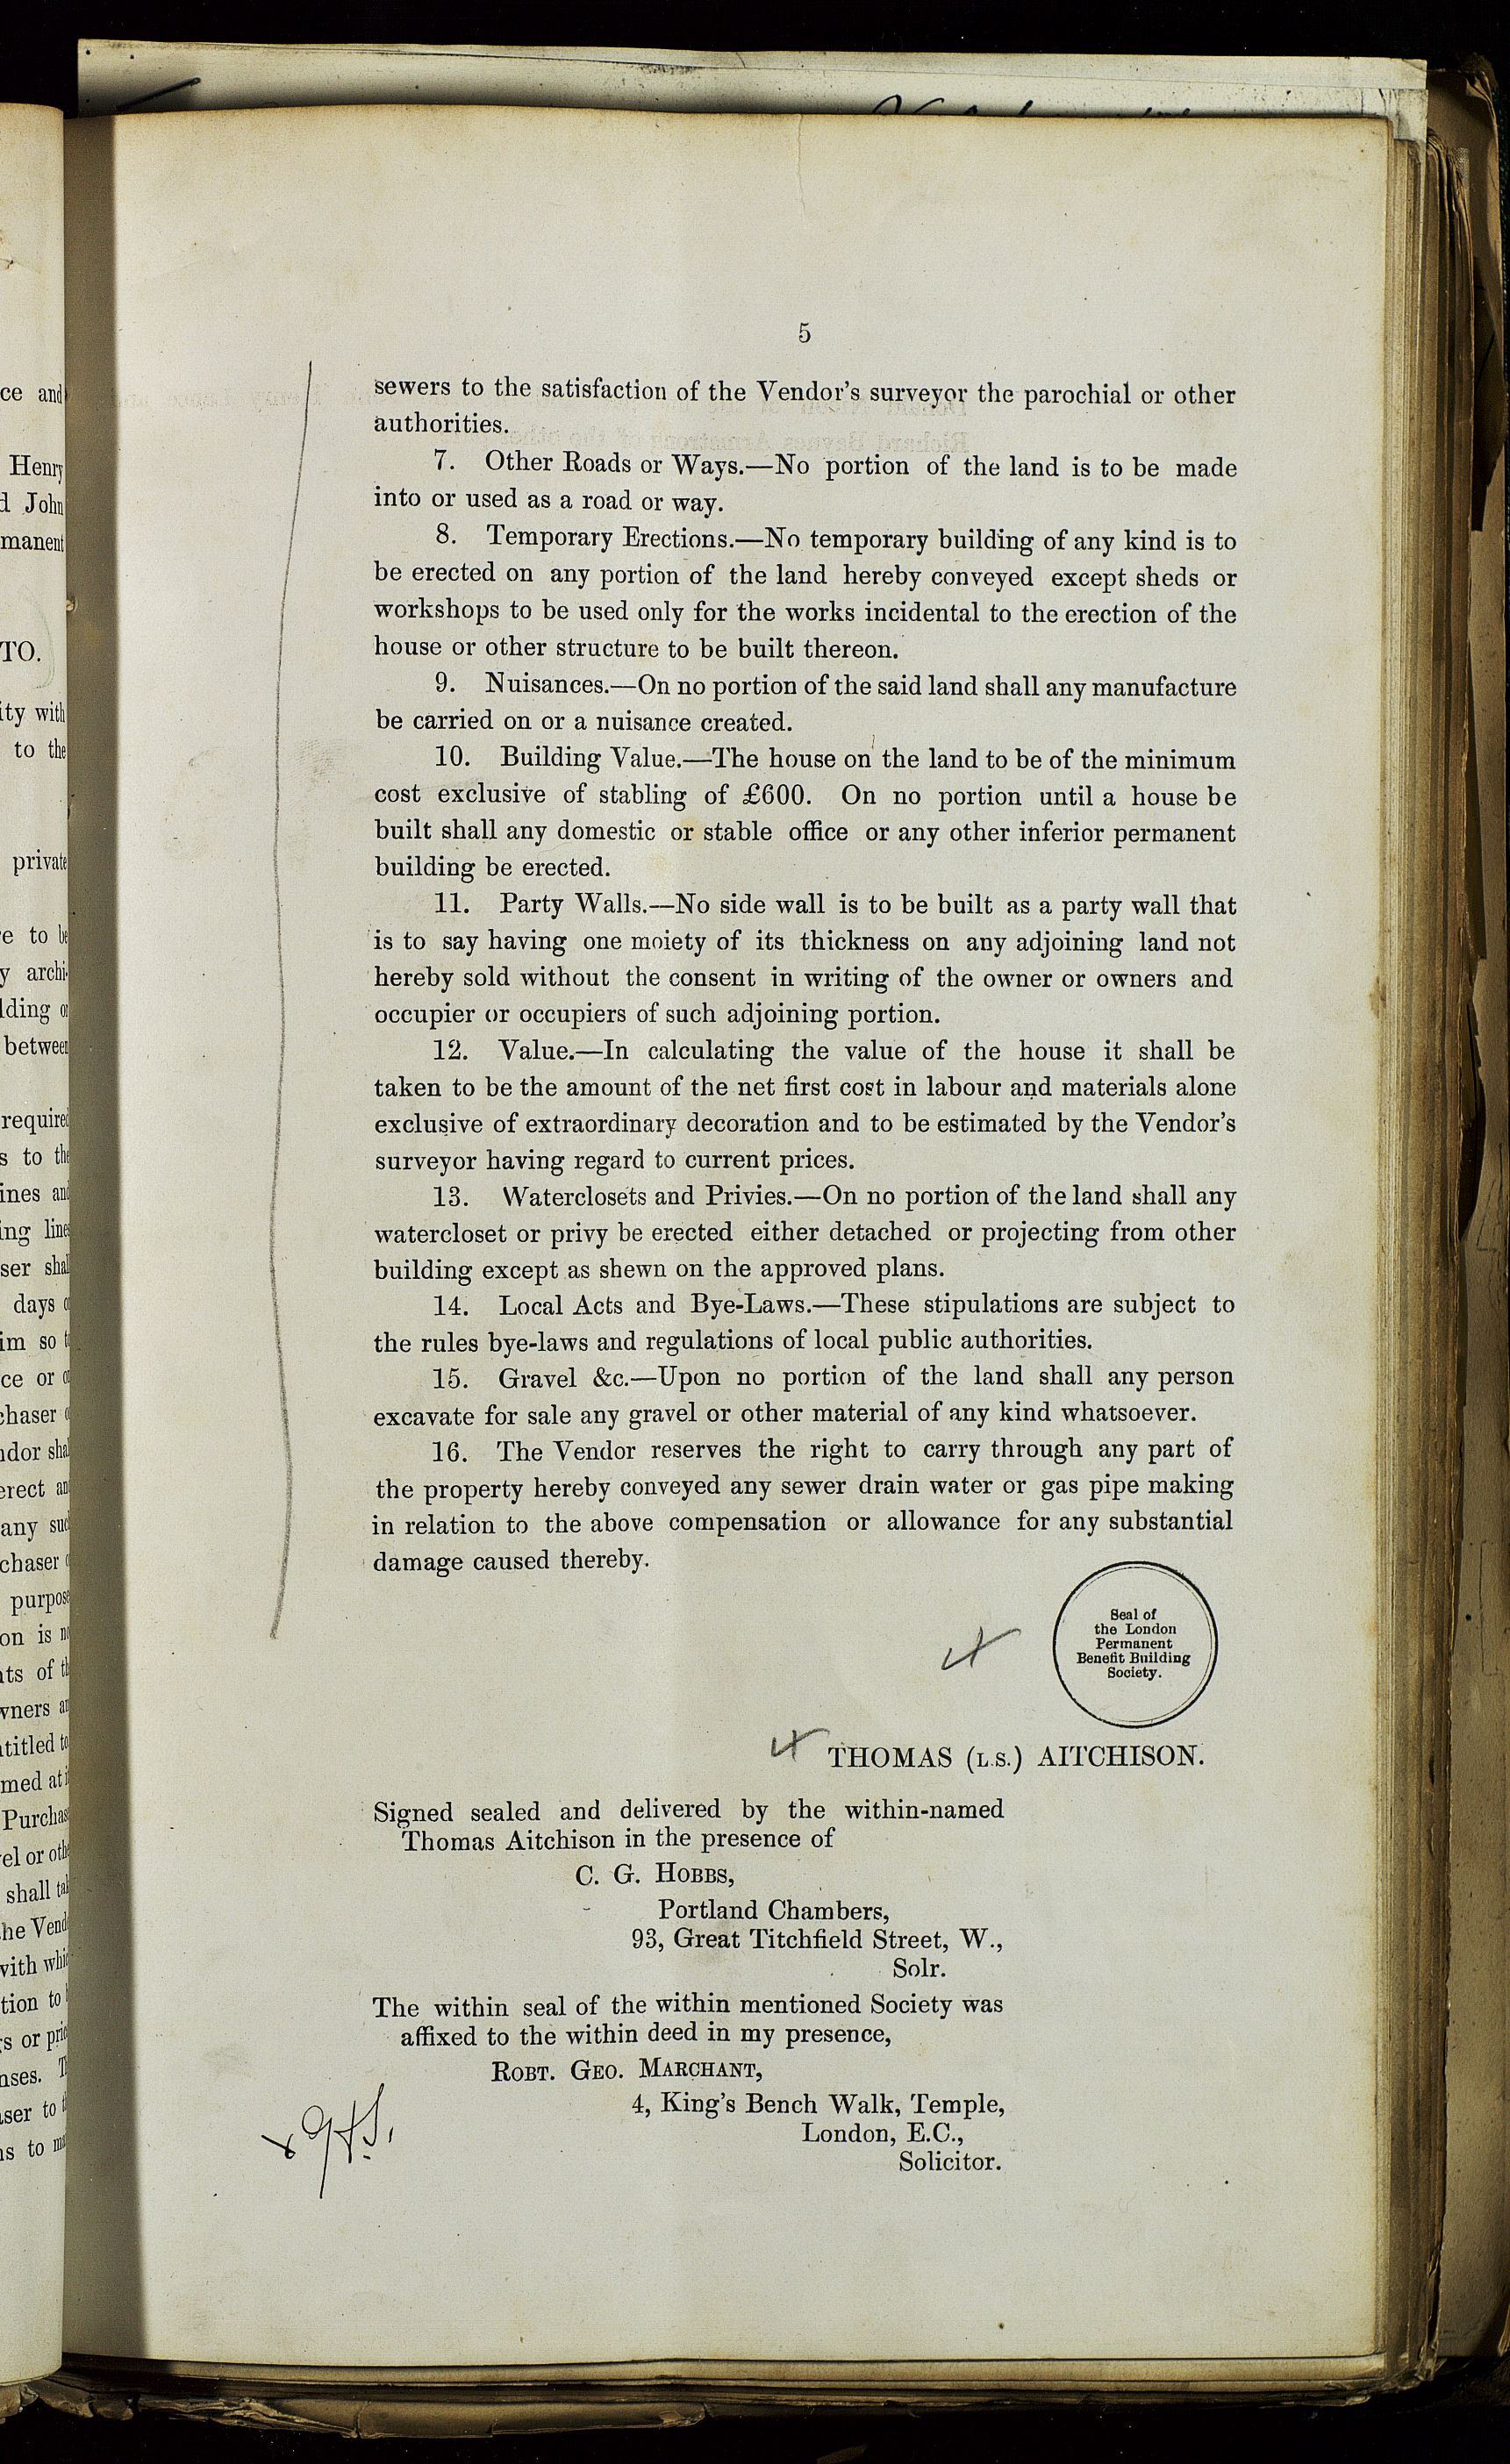 5
sewers to the satisfaction of the Vendor's surveyor the parochial or other
authorities.
7. Other Roads or Ways.—No portion of the land is to be made
into or used as a road or way.
8. Temporary Erections.—No temporary building of any kind is to
be erected on any portion of the land hereby conveyed except sheds or
workshops to be used only for the works incidental to the erection of the
house or other structure to be built thereon.
9. Nuisances.—On no portion of the said land shall any manufacture
be carried on or a nuisance created.
10. Building Value.—The house on the land to be of the minimum
cost exclusive of stabling of £600. On no portion until a house be
built shall any domestic or stable office or any other inferior permanent
building be erected.
11. Party Walls.—No side wall is to be built as a party wall that
is to say having one moiety of its thickness on any adjoining land not
hereby sold without the consent in writing of the owner or owners and
occupier or occupiers of such adjoining portion.
12. Value.—In calculating the value of the house it shall be
taken to be the amount of the net first cost in labour and materials alone
exclusive of extraordinary decoration and to be estimated by the Vendor's
surveyor having regard to current prices.
13. Waterclosets and Privies.—On no portion of the land shall any
watercloset or privy be erected either detached or projecting from other
building except as shewn on the approved plans.
14. Local Acts and Bye-Laws.—These stipulations are subject to
the rules bye-laws and regulations of local public authorities.
15. Gravel &c.—Upon no portion of the land shall any person
excavate for sale any gravel or other material of any kind whatsoever.
16. The Vendor reserves the right to carry through any part of
the property hereby conveyed any sewer drain water or gas pipe making
in relation to the above compensation or allowance for any substantial
damage caused thereby.
Seal of
the London
Permanent
Benefit Building
Society.
THOMAS (L.S.) AITCHISON.
Signed sealed and delivered by the within-named
Thomas Aitchison in the presence of
C. G. HOBBS,
Portland Chambers,
93, Great Titchfield Street, W.,
Solr.
The within seal of the within mentioned Society was
affixed to the within deed in my presence,
ROBT. GEO. MARCHANT,
4, King's Bench Walk, Temple,
London, E.C.,
Solicitor.
ce and
Henry
John
TO.
ity with
to the
private
e to be
between
s to the
days
purpose
Purchas
shall